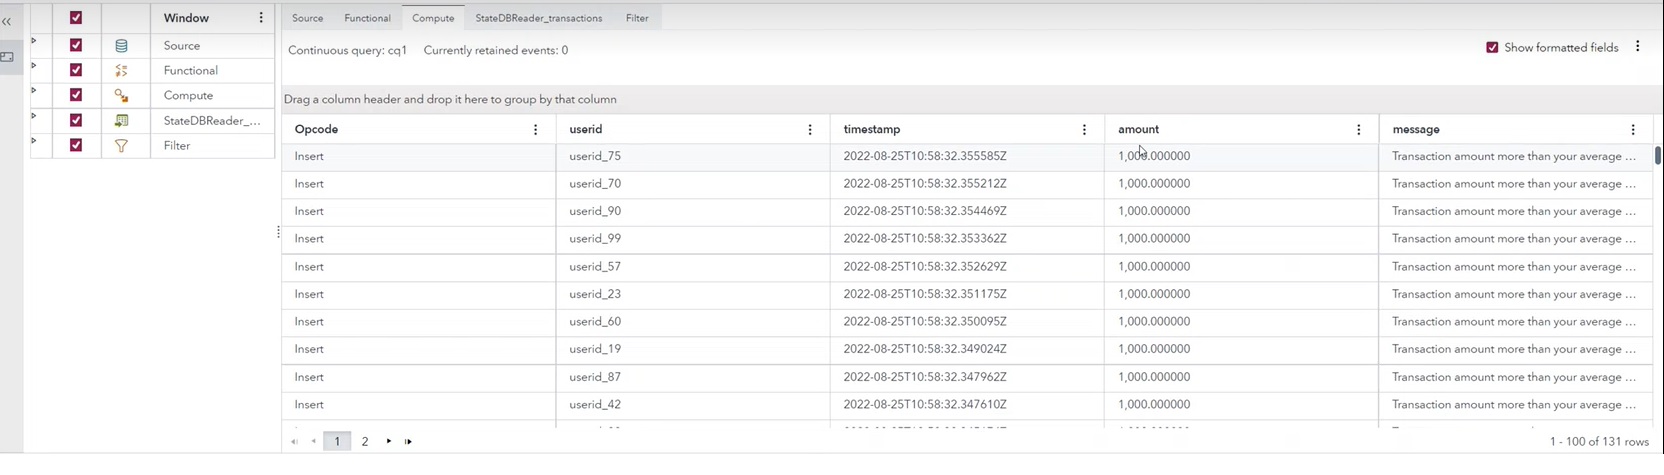 Window
Source
Functional
Compute
StateDBReader_...
Filter
Source Functional Compute StateDBReader_transactions Filter
Continuous query: cq1 Currently retained events: 0 Show formatted fields
Drag a column header and drop it here to group by that column
Opcode userid timestamp amount message
Insert userid_75 2022-08-25T10:58:32.355585Z 1,000.000000 Transaction amount more than your average ...
Insert userid_70 2022-08-25T10:58:32.355212Z 1,000.000000 Transaction amount more than your average ...
Insert userid_90 2022-08-25T10:58:32.354469Z 1,000.000000 Transaction amount more than your average ...
Insert userid_99 2022-08-25T10:58:32.353362Z 1,000.000000 Transaction amount more than your average ...
Insert userid_57 2022-08-25T10:58:32.352629Z 1,000.000000 Transaction amount more than your average ...
Insert userid_23 2022-08-25T10:58:32.351175Z 1,000.000000 Transaction amount more than your average ...
Insert userid_60 2022-08-25T10:58:32.350095Z 1,000.000000 Transaction amount more than your average ...
Insert userid_19 2022-08-25T10:58:32.349024Z 1,000.000000 Transaction amount more than your average ...
Insert userid_87 2022-08-25T10:58:32.347962Z 1,000.000000 Transaction amount more than your average ...
Insert userid_42 2022-08-25T10:58:32.347610Z 1,000.000000 Transaction amount more than your average ...
1 2 1 - 100 of 131 rows